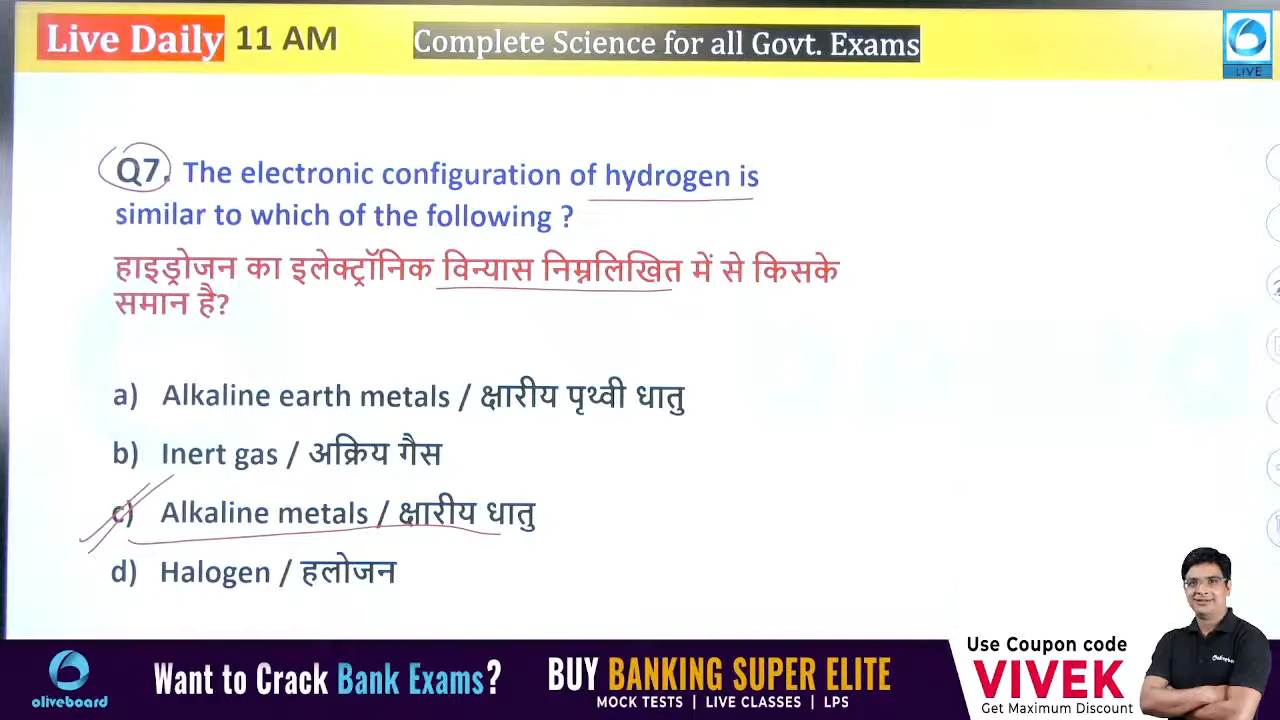 Live Daily 11 AM
Complete Science for all Govt. Exams
LIVE
Q7. The electronic configuration of hydrogen is
similar to which of the following ?
हाइड्रोजन का इलेक्ट्रॉनिक विन्यास निम्नलिखित में से किसके
समान है?
a) Alkaline earth metals / क्षारीय पृथ्वी धातु
b) Inert gas / अक्रिय गैस
c) Alkaline metals / क्षारीय धातु
d) Halogen / हलोजन
oliveboard
Want to Crack Bank Exams?
BUY BANKING SUPER ELITE
MOCK TESTS | LIVE CLASSES | LPS
Use Coupon code
VIVEK
Get Maximum Discount